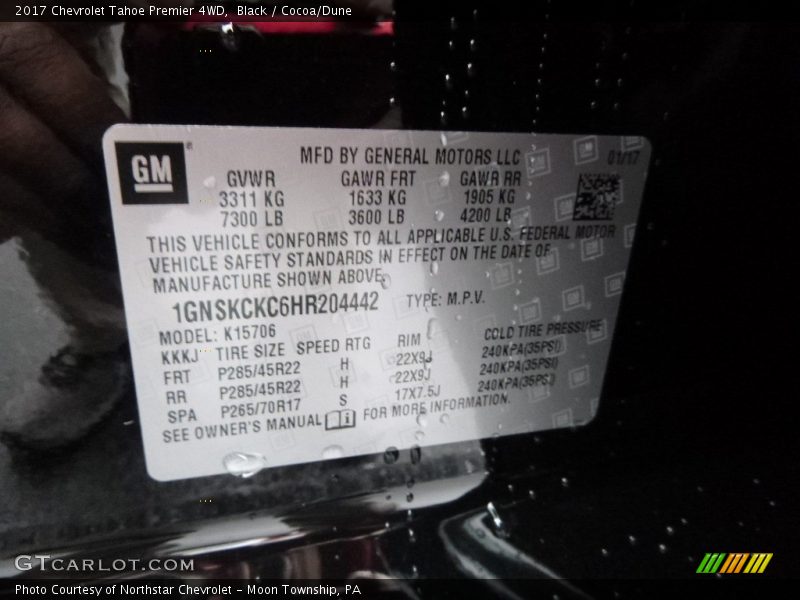 2017 Chevrolet Tahoe Premier 4WD, Black / Cocoa/Dune
GM
MFD BY GENERAL MOTORS LLC 01/17
GVWR GAWR FRT GAWR RR
3311 KG 1633 KG 1905 KG
7300 LB 3600 LB 4200 LB
THIS VEHICLE CONFORMS TO ALL APPLICABLE U.S. FEDERAL MOTOR
VEHICLE SAFETY STANDARDS IN EFFECT ON THE DATE OF
MANUFACTURE SHOWN ABOVE.
1GNSKCKC6HR204442 TYPE: M.P.V.
MODEL: K15706
KKKJ TIRE SIZE SPEED RTG RIM COLD TIRE PRESSURE
FRT P285/45R22 H 22X9J 240KPA(35PSI)
RR P285/45R22 H 22X9J 240KPA(35PSI)
SPA P265/70R17 S 17X7.5J 240KPA(35PSI)
SEE OWNER'S MANUAL FOR MORE INFORMATION.
GTCARLOT.COM
Photo Courtesy of Northstar Chevrolet - Moon Township, PA